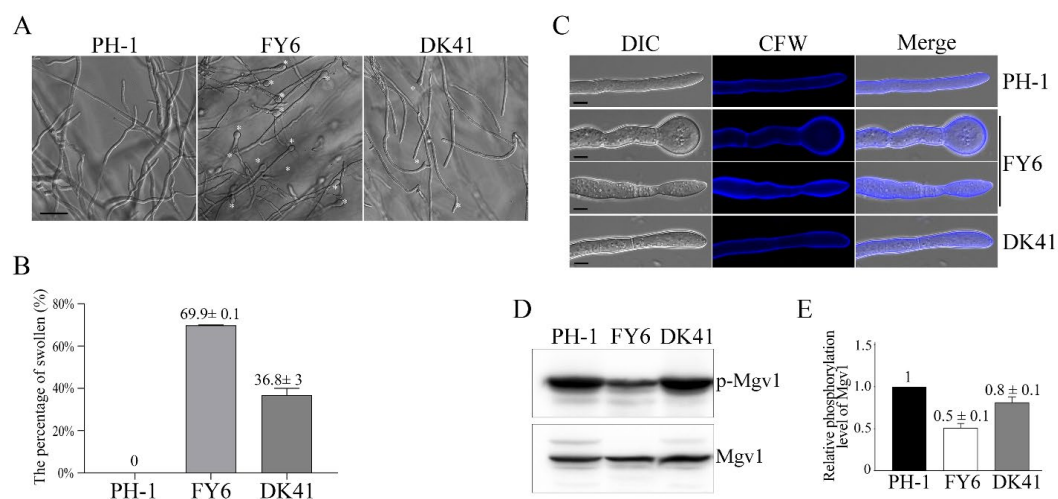 A
PH-1 FY6 DK41
B
The percentage of swollen (%)
80%
60%
40%
20%
0%
0
69.9± 0.1
36.8± 3
PH-1 FY6 DK41
C
DIC CFW Merge
PH-1
FY6
DK41
D
PH-1 FY6 DK41
p-Mgv1
Mgv1
E
Relative phosphorylation
level of Mgv1
1.5
1.0
0.5
0
1
0.5 ± 0.1
0.8 ± 0.1
PH-1 FY6 DK41